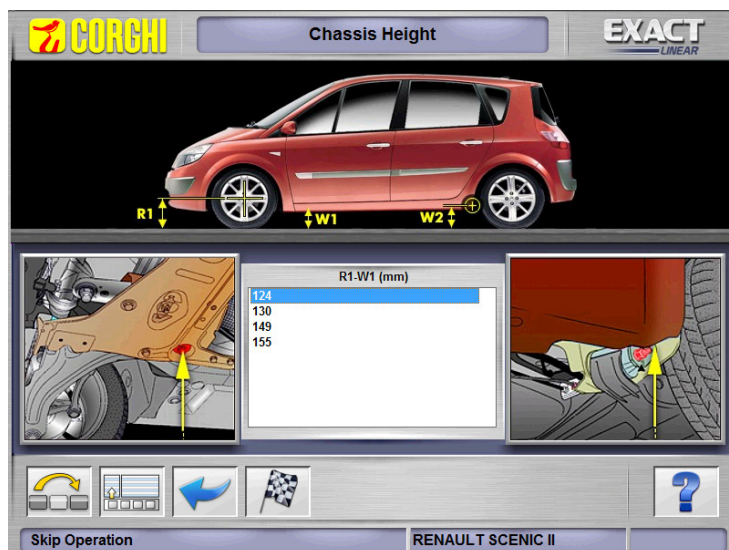 CORGHI
Chassis Height
EXACT
LINEAR
R1
W1
W2
R1-W1 (mm)
124
130
149
155
?
Skip Operation
RENAULT SCENIC II